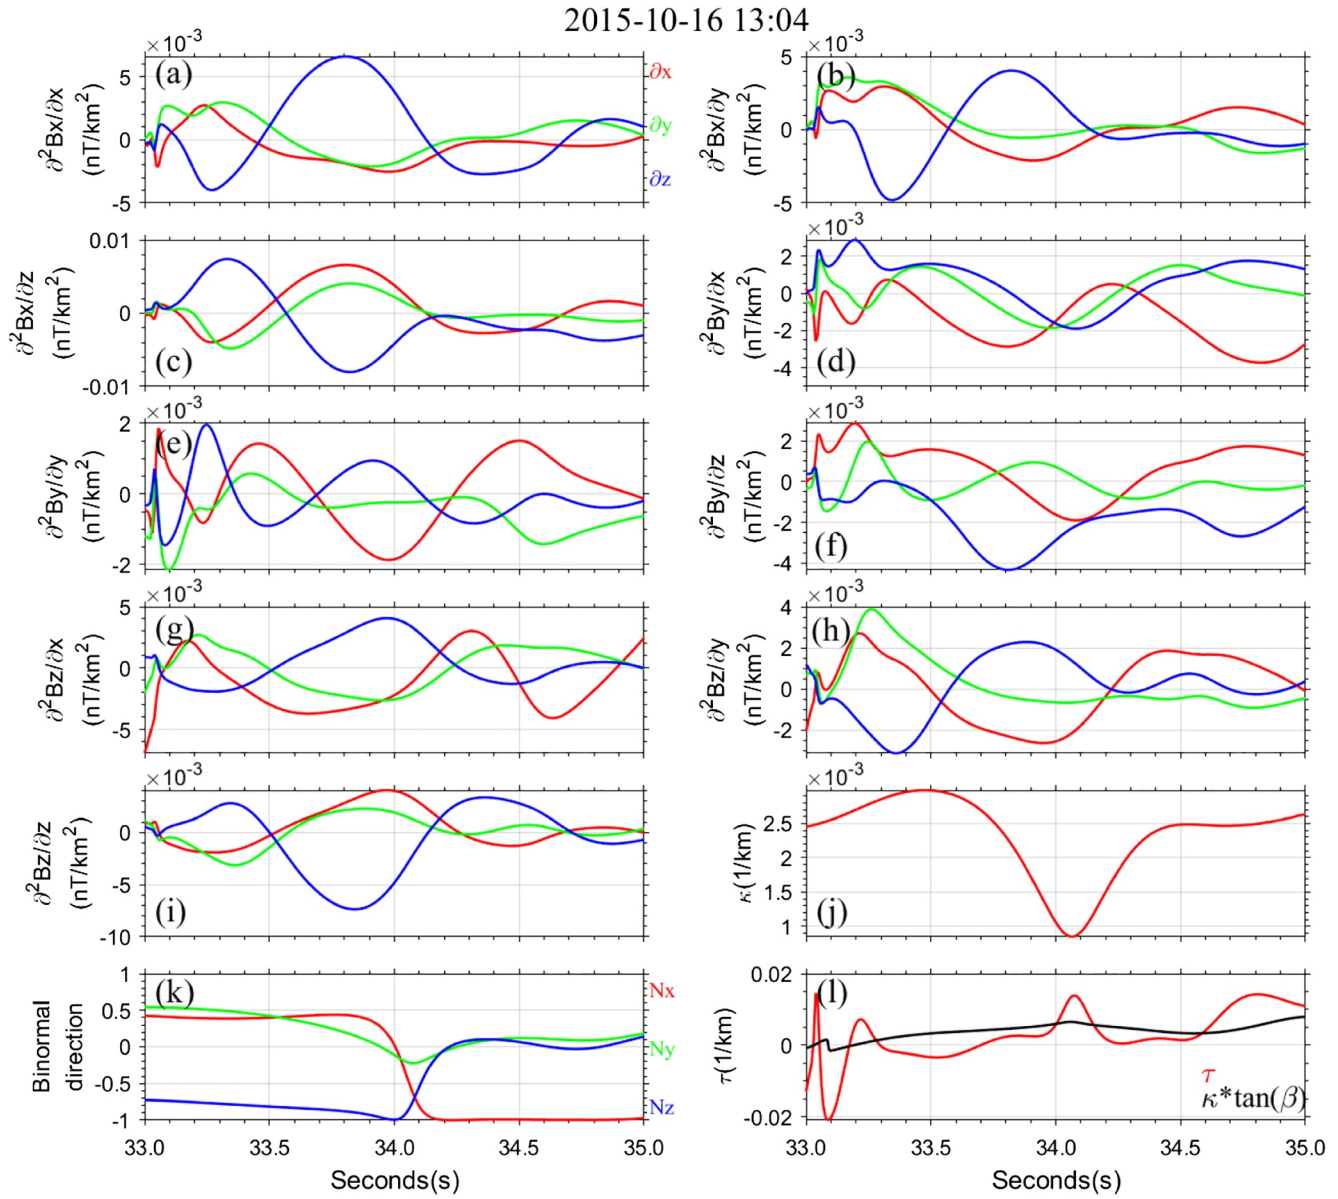 2015-10-16 13:04
×10⁻³
(a)
∂²Bx/∂x
(nT/km²)
5
0
-5
∂x
∂y
∂z
×10⁻³
(b)
∂²Bx/∂y
(nT/km²)
5
0
-5
(c)
∂²Bx/∂z
(nT/km²)
0.01
0
-0.01
×10⁻³
(d)
∂²By/∂x
(nT/km²)
2
0
-2
-4
×10⁻³
(e)
∂²By/∂y
(nT/km²)
2
0
-2
×10⁻³
(f)
∂²By/∂z
(nT/km²)
2
0
-2
-4
×10⁻³
(g)
∂²Bz/∂x
(nT/km²)
5
0
-5
×10⁻³
(h)
∂²Bz/∂y
(nT/km²)
4
2
0
-2
×10⁻³
(i)
∂²Bz/∂z
(nT/km²)
0
-5
-10
×10⁻³
(j)
κ(1/km)
2.5
2
1.5
1
(k)
Binormal
direction
1
0.5
0
-0.5
-1
Nx
Ny
Nz
33.0 33.5 34.0 34.5 35.0
Seconds(s)
(l)
τ(1/km)
0.02
0
-0.02
τ
κ*tan(β)
33.0 33.5 34.0 34.5 35.0
Seconds(s)